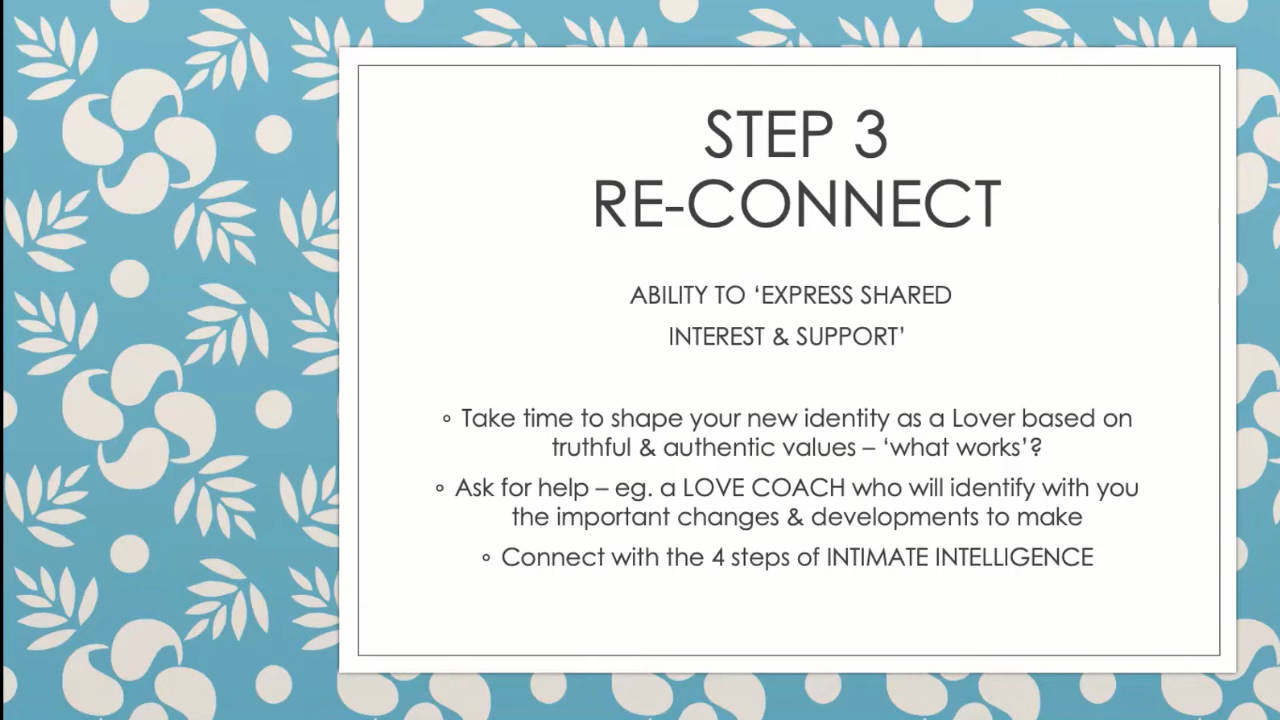 STEP 3
RE-CONNECT
ABILITY TO ‘EXPRESS SHARED
INTEREST & SUPPORT’
◦ Take time to shape your new identity as a Lover based on
truthful & authentic values – ‘what works’?
◦ Ask for help – eg. a LOVE COACH who will identify with you
the important changes & developments to make
◦ Connect with the 4 steps of INTIMATE INTELLIGENCE